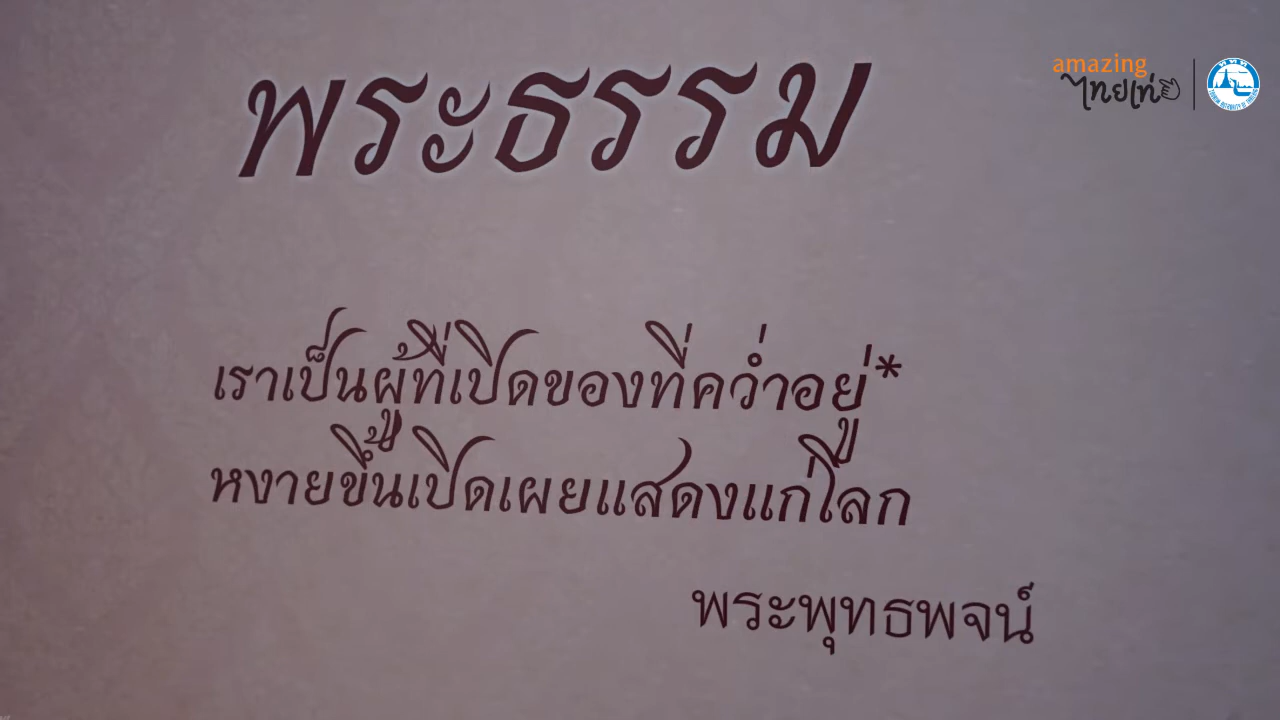 amazing
ไทยเท่
ททท
พระธรรม
เราเป็นผู้ที่เปิดของที่คว่ำอยู่*
หงายขึ้นเปิดเผยแสดงแก่โลก
พระพุทธพจน์